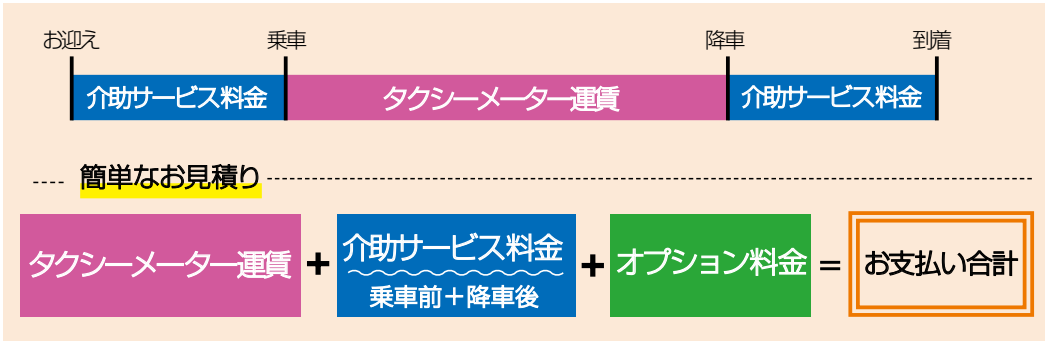 お迎え 乗車 降車 到着
介助サービス料金 タクシーメーター運賃 介助サービス料金
簡単なお見積り
タクシーメーター運賃 + 介助サービス料金 + オプション料金 = お支払い合計
乗車前+降車後